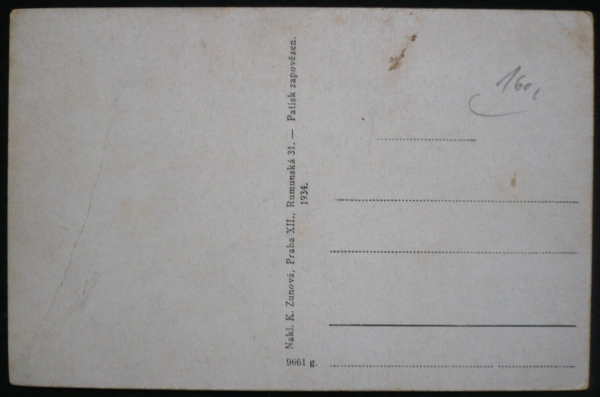 Nakl. K. Zunová, Praha XII., Rumunská 31. — Patisk zapovězen.
1934.
9661 g.
160,